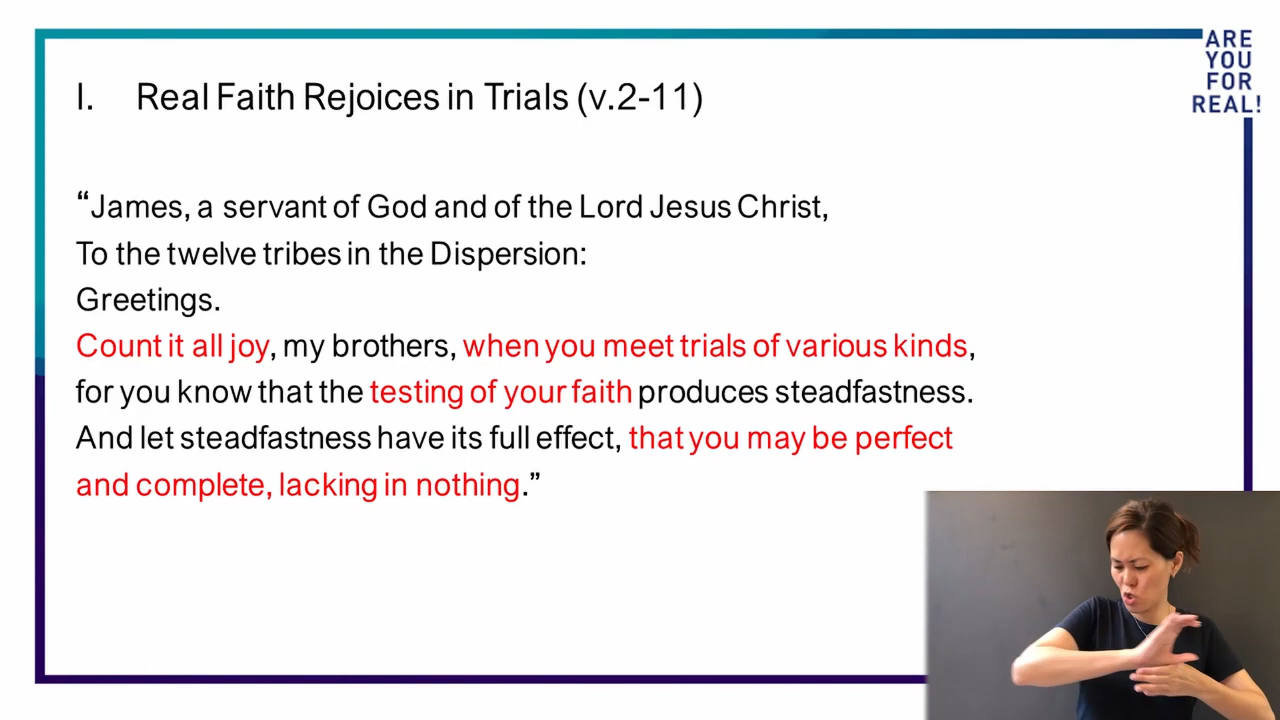 ARE
YOU
FOR
REAL!
I. Real Faith Rejoices in Trials (v.2-11)
“James, a servant of God and of the Lord Jesus Christ,
To the twelve tribes in the Dispersion:
Greetings.
Count it all joy, my brothers, when you meet trials of various kinds,
for you know that the testing of your faith produces steadfastness.
And let steadfastness have its full effect, that you may be perfect
and complete, lacking in nothing.”